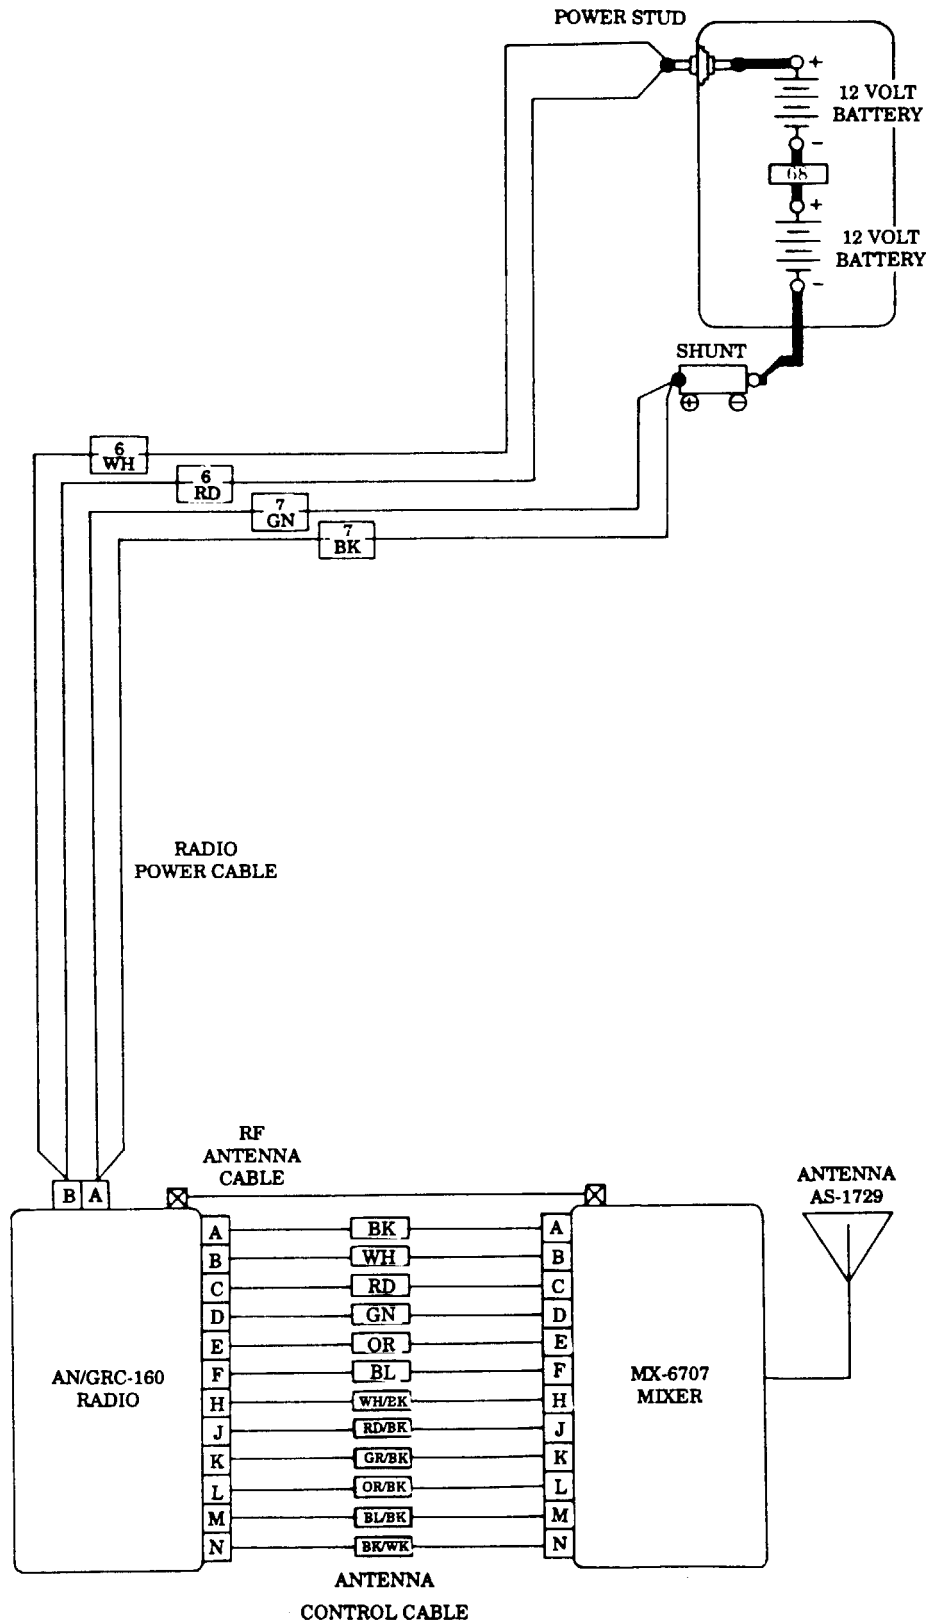 POWER STUD
+
12 VOLT
BATTERY
−
68
+
12 VOLT
BATTERY
−
SHUNT
+ −
6
WH
6
RD
7
GN
7
BK
RADIO
POWER CABLE
RF
ANTENNA
CABLE
ANTENNA
AS-1729
B A
A BK A
B WH B
C RD C
D GN D
E OR E
F BL F
H WH/BK H
J RD/BK J
K GR/BK K
L OR/BK L
M BL/BK M
N BK/WK N
AN/GRC-160
RADIO
MX-6707
MIXER
ANTENNA
CONTROL CABLE